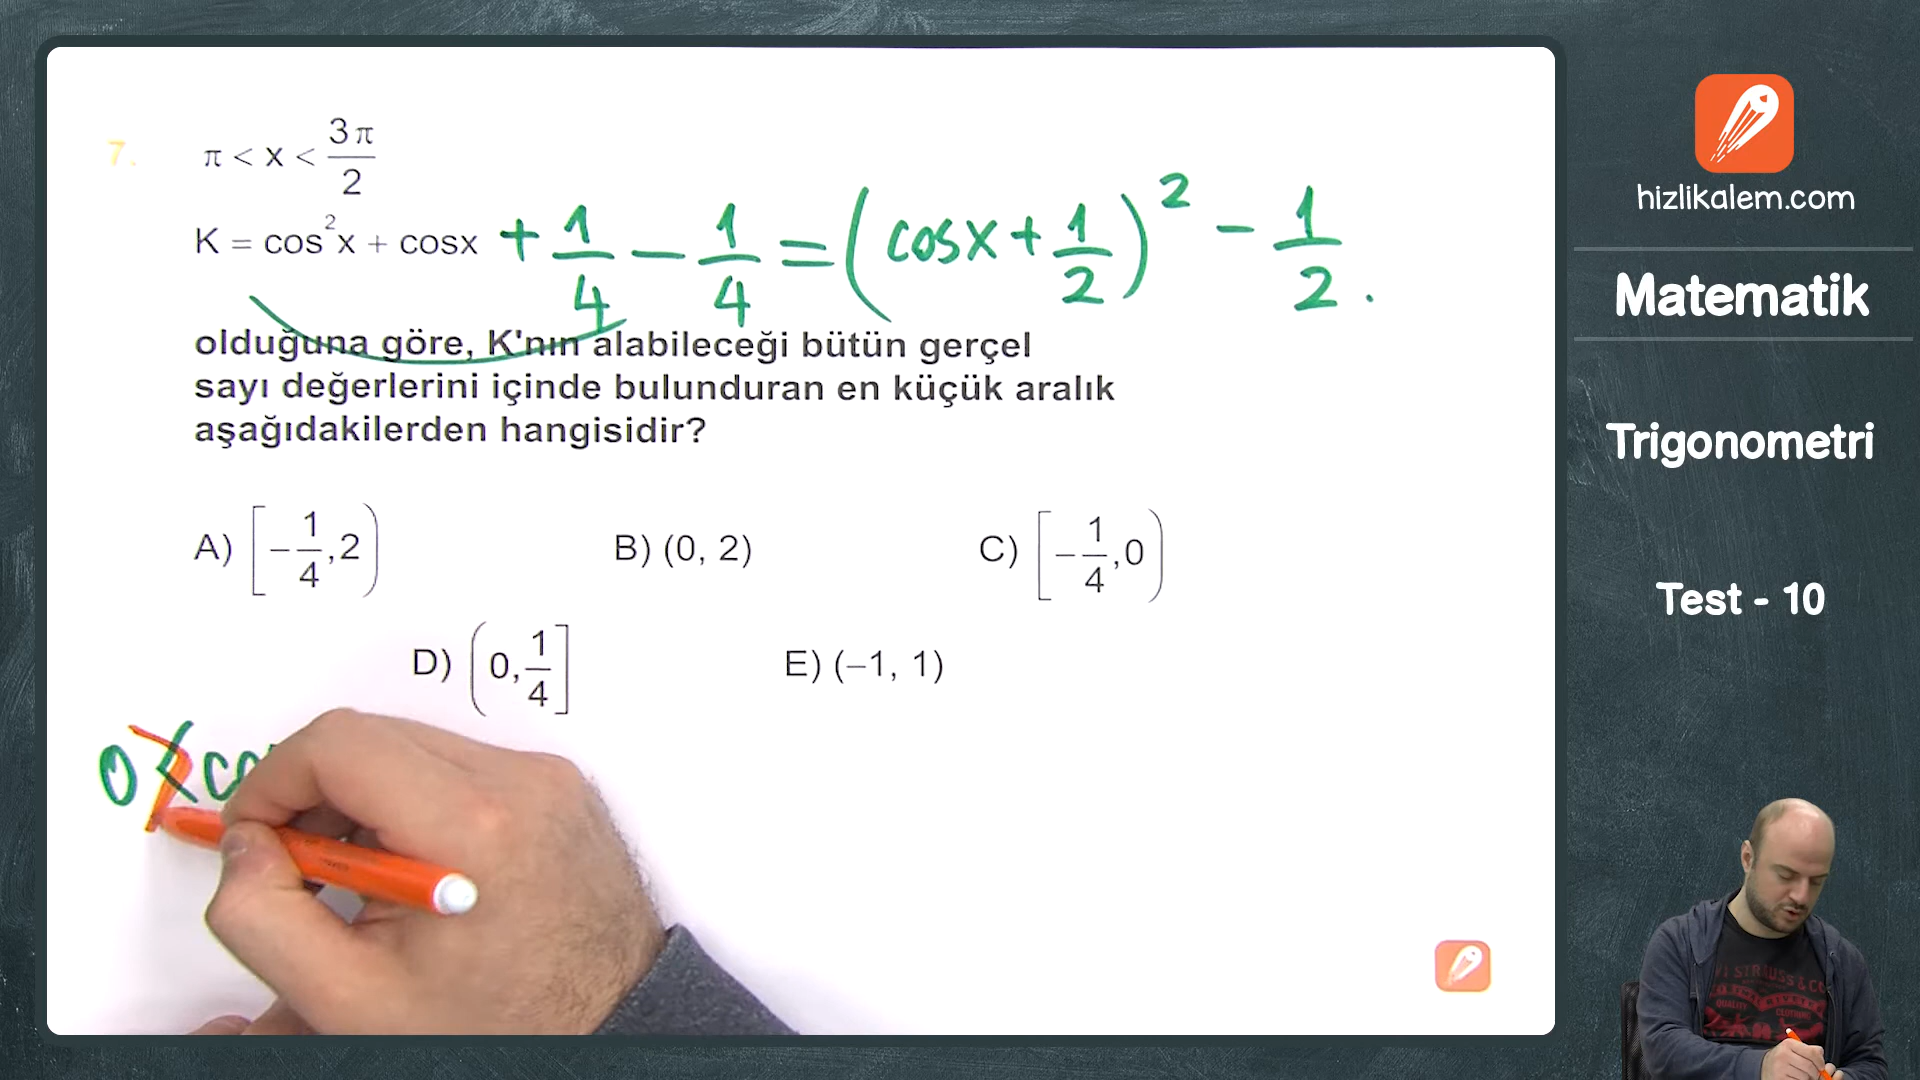 7. π < x < 3π/2
K = cos²x + cosx + 1/4 - 1/4 = (cosx + 1/2)² - 1/2.
olduğuna göre, K'nın alabileceği bütün gerçel
sayı değerlerini içinde bulunduran en küçük aralık
aşağıdakilerden hangisidir?
A) [-1/4,2)
B) (0, 2)
C) [-1/4,0)
D) (0,1/4]
E) (–1, 1)
0 < co
hizlikalem.com
Matematik
Trigonometri
Test - 10